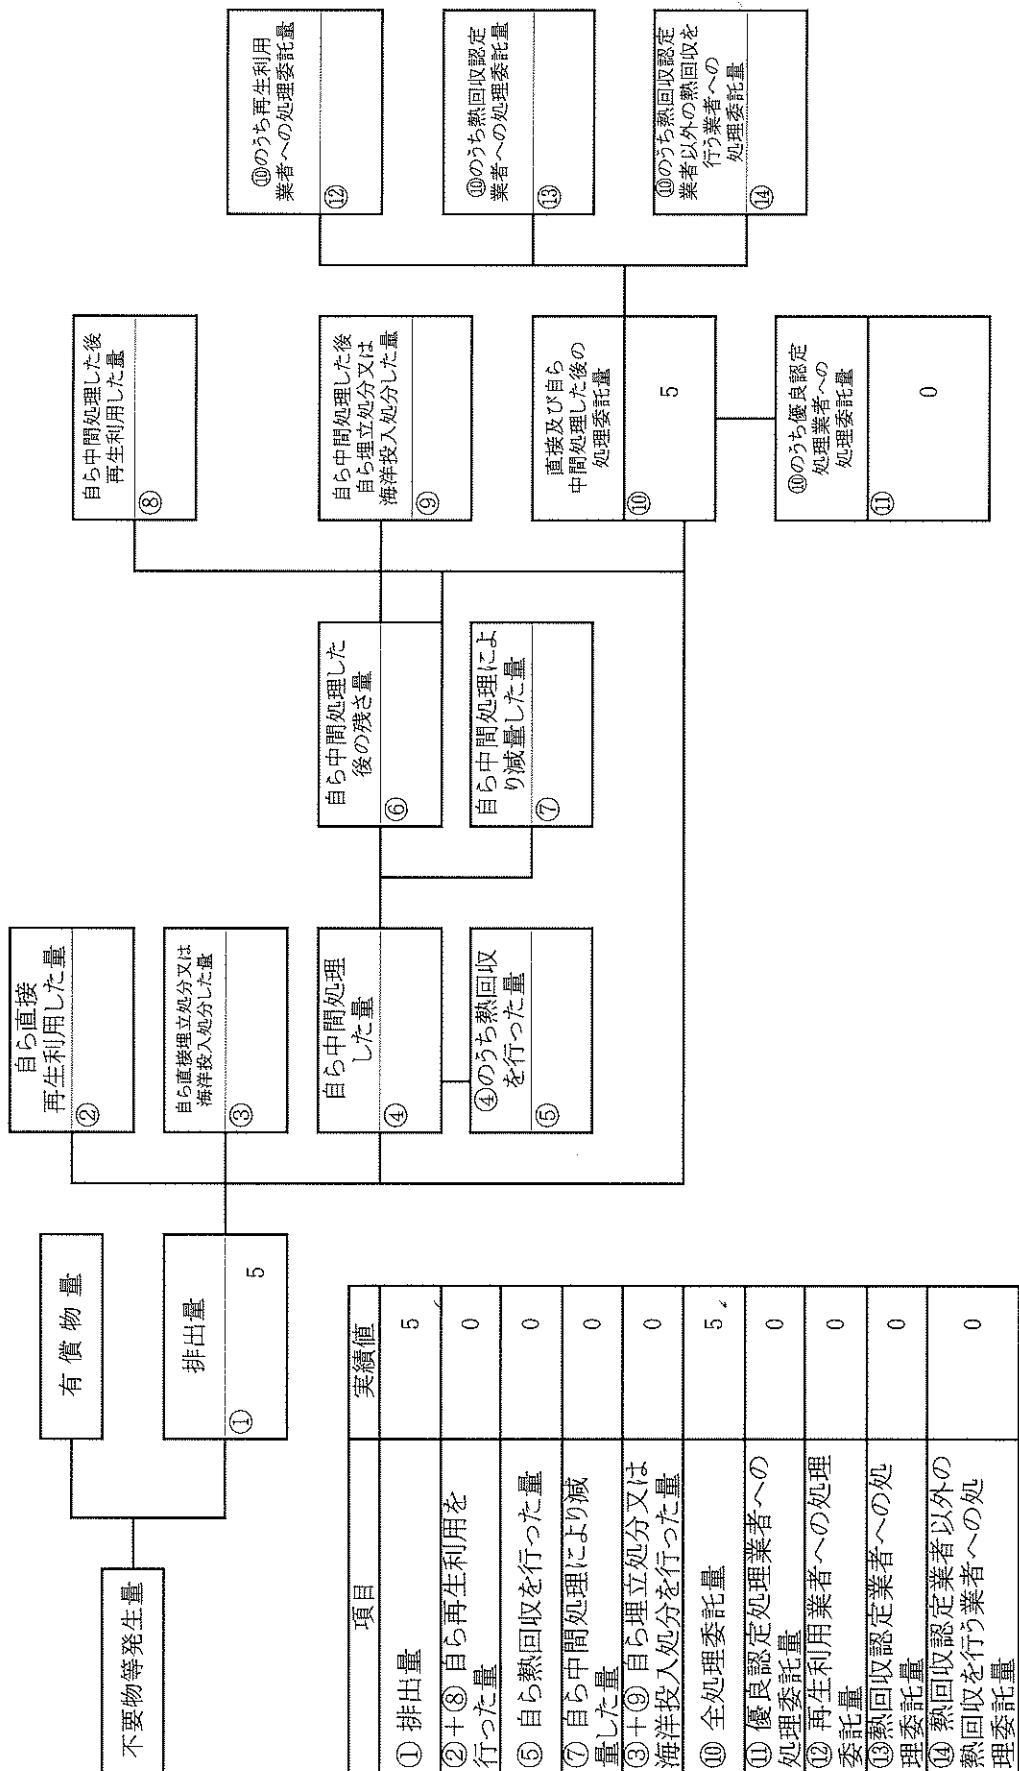 不要物等発生量
有償物量
排出量
①
5
自ら直接
再生利用した量
②
自ら直接埋立処分又は
海洋投入処分した量
③
自ら中間処理
した量
④
④のうち熱回収
を行った量
⑤
自ら中間処理した
後の残さ量
⑥
自ら中間処理によ
り減量した量
⑦
自ら中間処理した後
再生利用した量
⑧
自ら中間処理した後
自ら埋立処分又は
海洋投入処分した量
⑨
直接及び自ら
中間処理した後の
処理委託量
⑩
5
⑩のうち優良認定
処理業者への
処理委託量
⑪
0
⑩のうち再生利用
業者への処理委託量
⑫
⑩のうち熱回収認定
業者への処理委託量
⑬
⑩のうち熱回収認定
業者以外の熱回収を
行う業者への
処理委託量
⑭
項目 実績値
① 排出量 5
②+⑧ 自ら再生利用を
行った量 0
⑤ 自ら熱回収を行った量 0
⑦ 自ら中間処理により減
量した量 0
③+⑨ 自ら埋立処分又は
海洋投入処分を行った量 0
⑩ 全処理委託量 5
⑪ 優良認定処理業者への
処理委託量 0
⑫ 再生利用業者への処理
委託量 0
⑬熱回収認定業者への処
理委託量 0
⑭ 熱回収認定業者以外の
熱回収を行う業者への処
理委託量 0